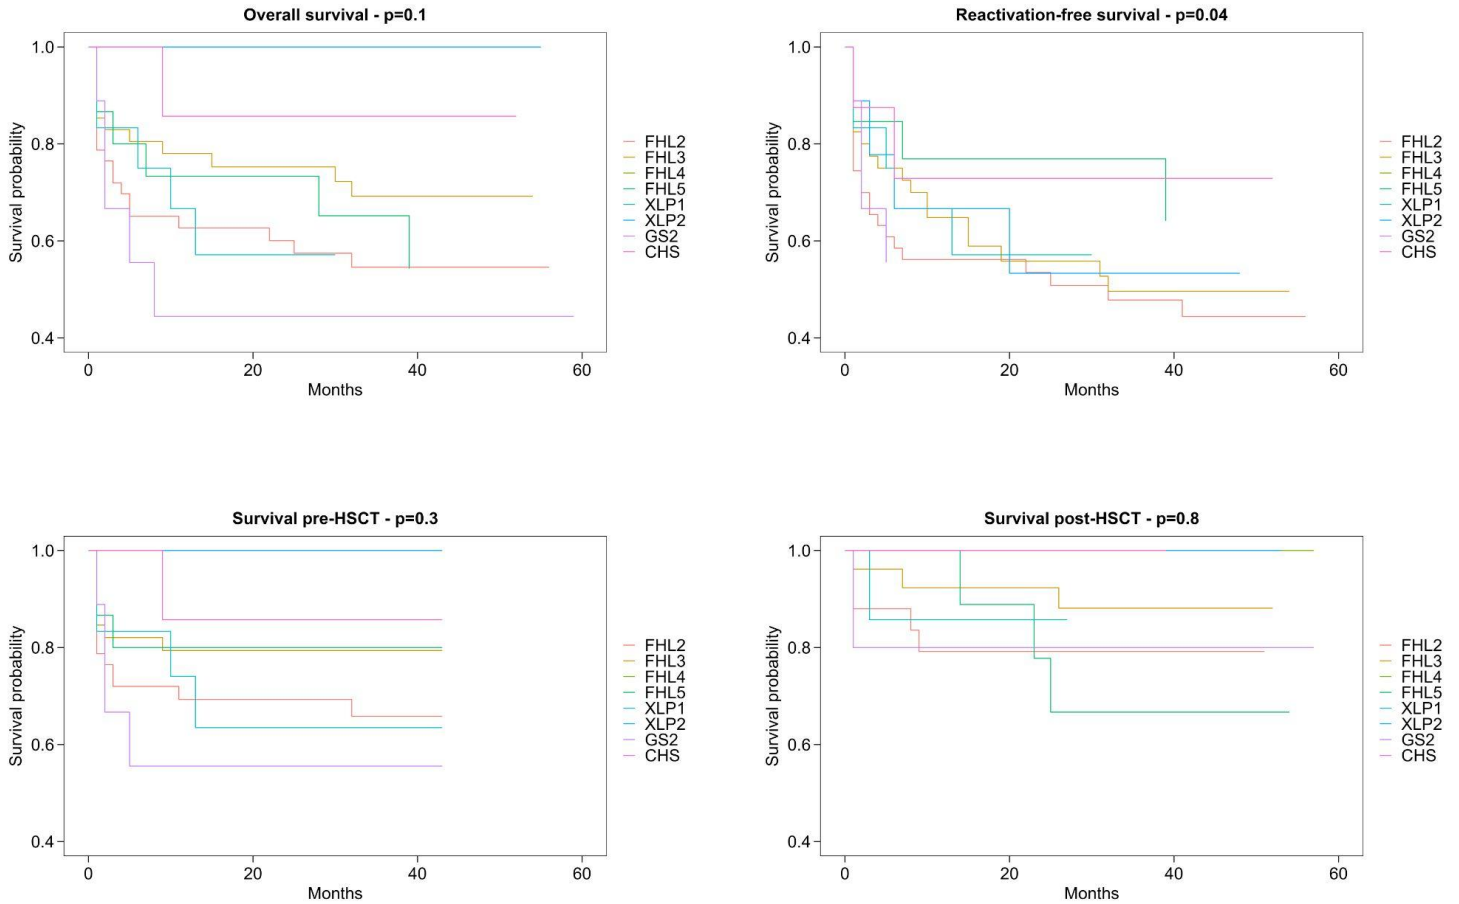 Overall survival - p=0.1
Survival probability
1.0
0.8
0.6
0.4
0
20
40
60
Months
FHL2
FHL3
FHL4
FHL5
XLP1
XLP2
GS2
CHS
Reactivation-free survival - p=0.04
Survival probability
1.0
0.8
0.6
0.4
0
20
40
60
Months
FHL2
FHL3
FHL4
FHL5
XLP1
XLP2
GS2
CHS
Survival pre-HSCT - p=0.3
Survival probability
1.0
0.8
0.6
0.4
0
20
40
60
Months
FHL2
FHL3
FHL4
FHL5
XLP1
XLP2
GS2
CHS
Survival post-HSCT - p=0.8
Survival probability
1.0
0.8
0.6
0.4
0
20
40
60
Months
FHL2
FHL3
FHL4
FHL5
XLP1
XLP2
GS2
CHS